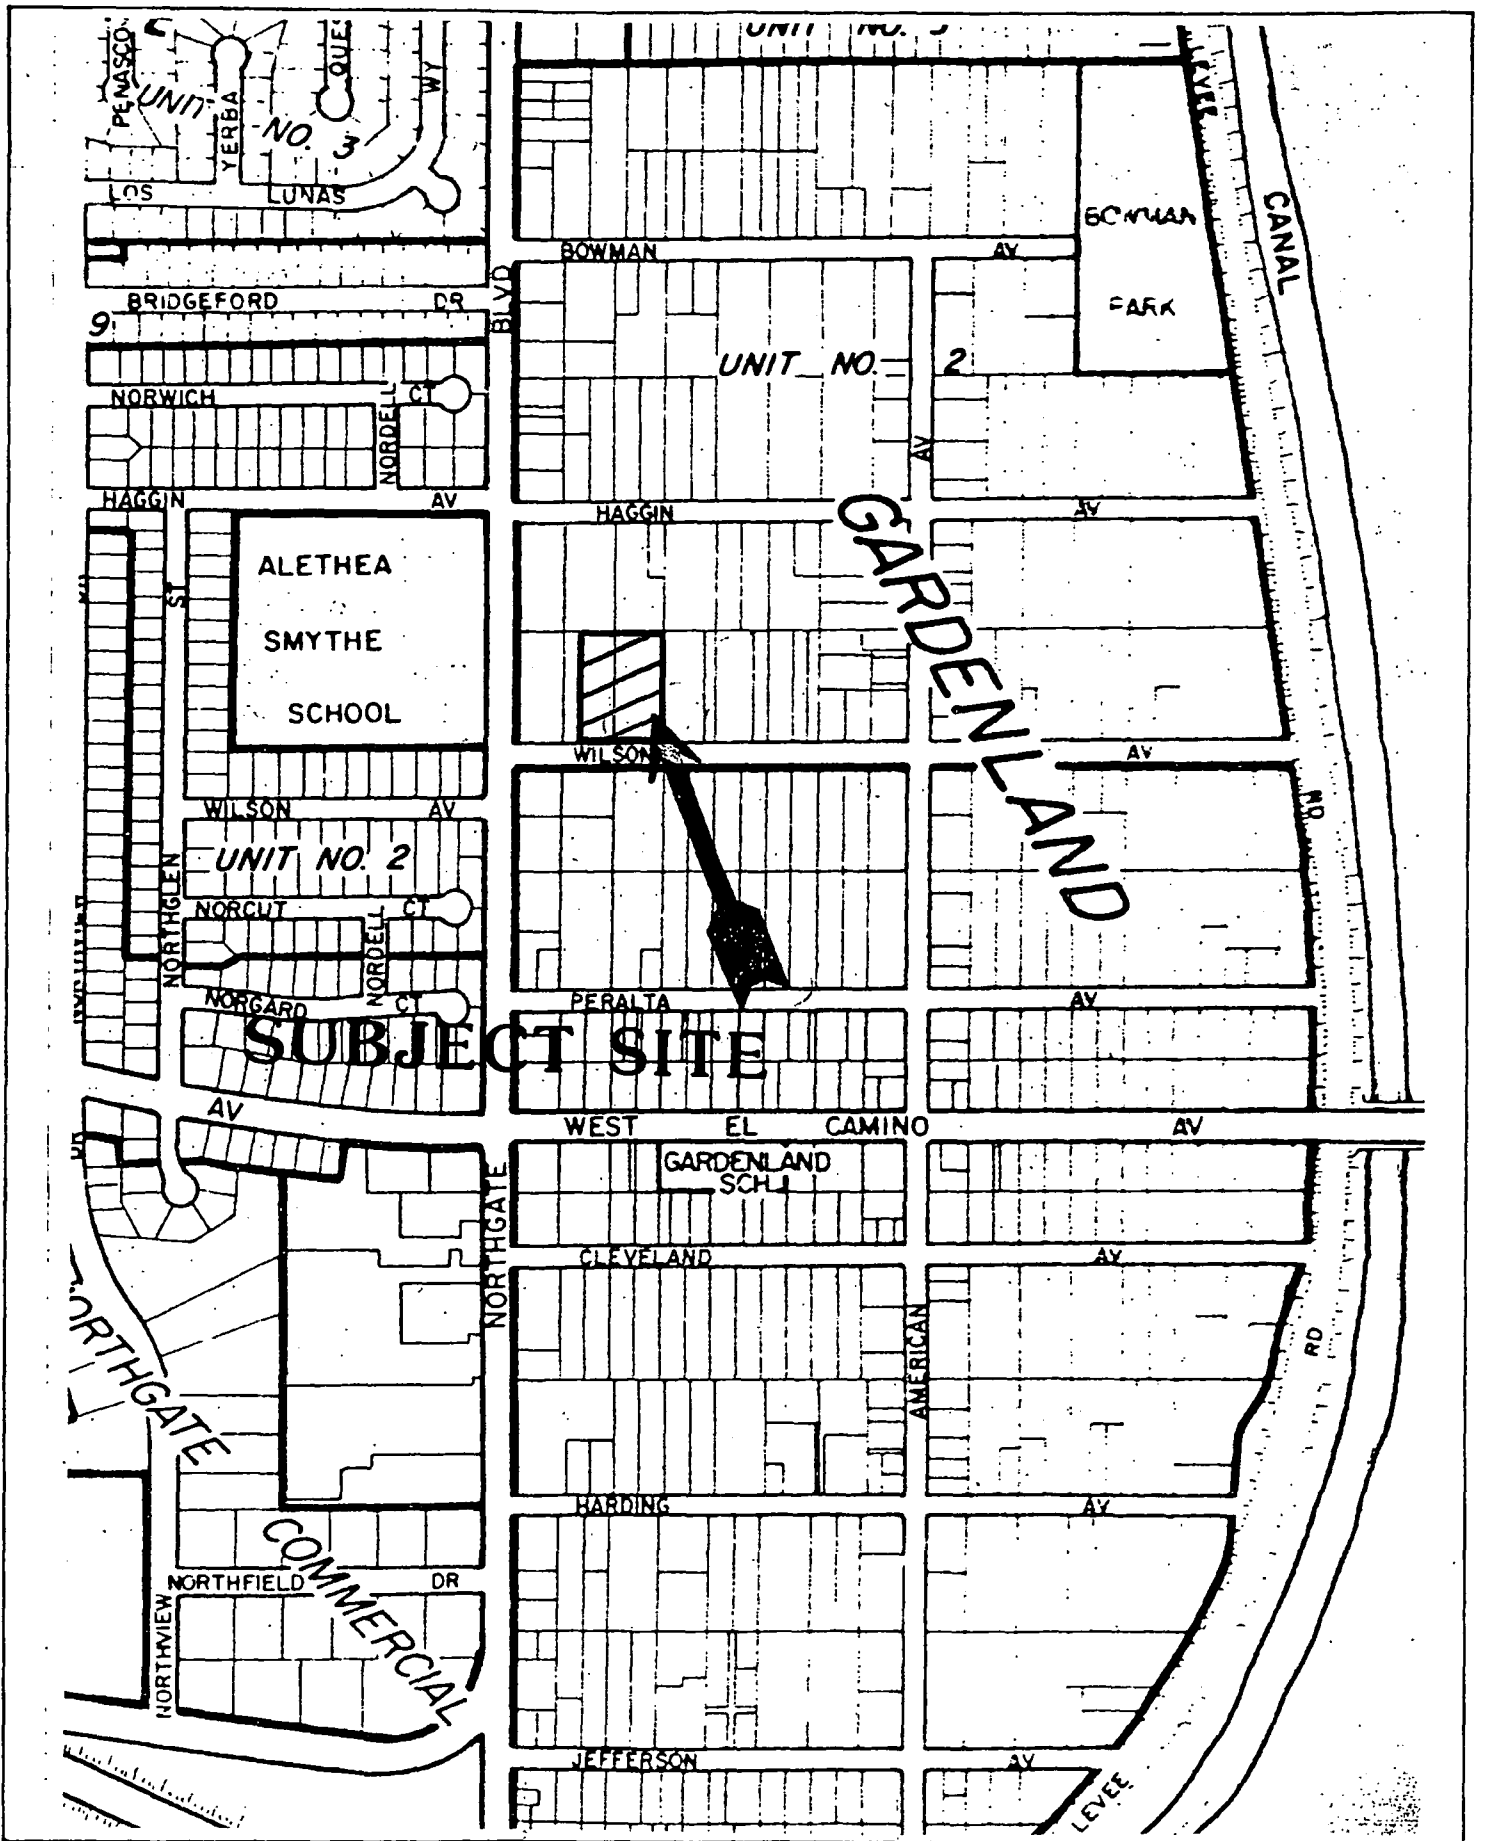 PENASCO
UNIT
NO. 3
YERBA
QUE
WY
UNIT NO. 3
LEVEE
LOS LUNAS
CANAL
BOWMAN
PARK
BOWMAN AV
BRIDGEFORD DR
BLVD
9
UNIT NO. 2
NORWICH CT
NORDELL
AV
HAGGIN AV
HAGGIN AV
GARDENLAND
ALETHEA
SMYTHE
SCHOOL
ST
WILSON AV
WILSON AV
RD
UNIT NO. 2
NORTHGLEN
NORCUT CT
NORDELL
NORGARD CT
PERALTA AV
SUBJECT SITE
AV
WEST EL CAMINO AV
DR
GARDENLAND
SCH.
NORTHGATE
CLEVELAND AV
AMERICAN
RD
NORTHGATE
COMMERCIAL
HARDING AV
NORTHFIELD DR
NORTHVIEW
JEFFERSON AV
LEVEE